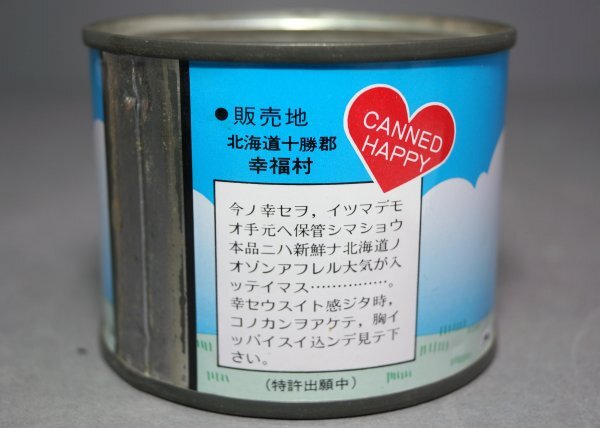 ●販売地
北海道十勝郡
幸福村
CANNED
HAPPY
今ノ幸セヲ，イツマデモ
オ手元ヘ保管シマショウ
本品ニハ新鮮ナ北海道ノ
オゾンアフレル大気が入
ッテイマス……………。
幸セウスイト感ジタ時，
コノカンヲアケテ，胸イ
ッパイスイ込ンデ見テ下
さい。
（特許出願中）